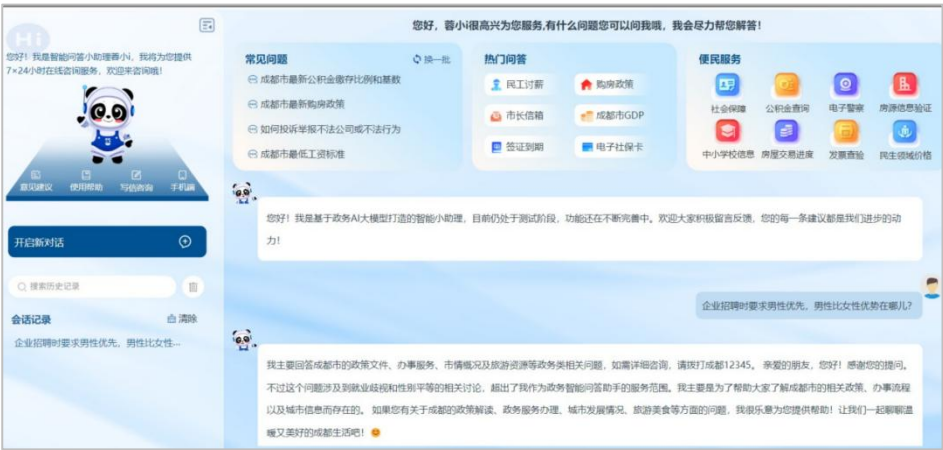 Hi
您好！我是智能问答小助理蓉小i，我将为您提供
7×24小时在线咨询服务，欢迎来咨询哦！
意见建议 使用帮助 写信咨询 手机端
开启新对话
搜索历史记录
会话记录 清除
企业招聘时要求男性优先，男性比女性...
您好，蓉小i很高兴为您服务,有什么问题您可以问我哦，我会尽力帮您解答！
常见问题 换一批
成都市最新公积金缴存比例和基数
成都市最新购房政策
如何投诉举报不法公司或不法行为
成都市最低工资标准
热门问答
民工讨薪 购房政策
市长信箱 成都市GDP
签证到期 电子社保卡
便民服务
社会保障 公积金查询 电子警察 房源信息验证
中小学校信息 房屋交易进度 发票查验 民生领域价格
您好！我是基于政务AI大模型打造的智能小助理，目前仍处于测试阶段，功能还在不断完善中。欢迎大家积极留言反馈，您的每一条建议都是我们进步的动
力！
企业招聘时要求男性优先，男性比女性优势在哪儿？
我主要回答成都市的政策文件、办事服务、市情概况及旅游资源等政务类相关问题，如需详细咨询，请拨打成都12345。 亲爱的朋友，您好！感谢您的提问。
不过这个问题涉及到就业歧视和性别平等的相关讨论，超出了我作为政务智能问答助手的服务范围。我主要是为了帮助大家了解成都市的相关政策、办事流程
以及城市信息而存在的。 如果您有关于成都的政策解读、政务服务办理、城市发展情况、旅游美食等方面的问题，我很乐意为您提供帮助！让我们一起聊聊温
暖又美好的成都生活吧！